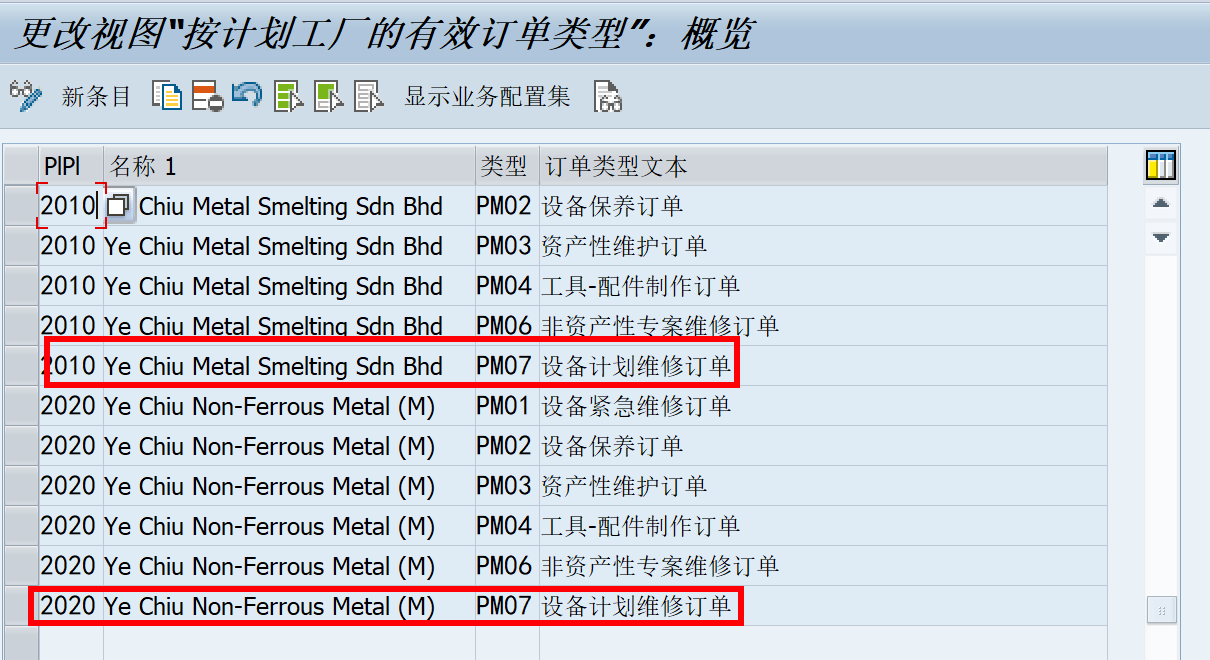 更改视图"按计划工厂的有效订单类型": 概览
新条目 显示业务配置集
PlPl 名称 1 类型 订单类型文本
2010 Chiu Metal Smelting Sdn Bhd PM02 设备保养订单
2010 Ye Chiu Metal Smelting Sdn Bhd PM03 资产性维护订单
2010 Ye Chiu Metal Smelting Sdn Bhd PM04 工具-配件制作订单
2010 Ye Chiu Metal Smelting Sdn Bhd PM06 非资产性专案维修订单
2010 Ye Chiu Metal Smelting Sdn Bhd PM07 设备计划维修订单
2020 Ye Chiu Non-Ferrous Metal (M) PM01 设备紧急维修订单
2020 Ye Chiu Non-Ferrous Metal (M) PM02 设备保养订单
2020 Ye Chiu Non-Ferrous Metal (M) PM03 资产性维护订单
2020 Ye Chiu Non-Ferrous Metal (M) PM04 工具-配件制作订单
2020 Ye Chiu Non-Ferrous Metal (M) PM06 非资产性专案维修订单
2020 Ye Chiu Non-Ferrous Metal (M) PM07 设备计划维修订单